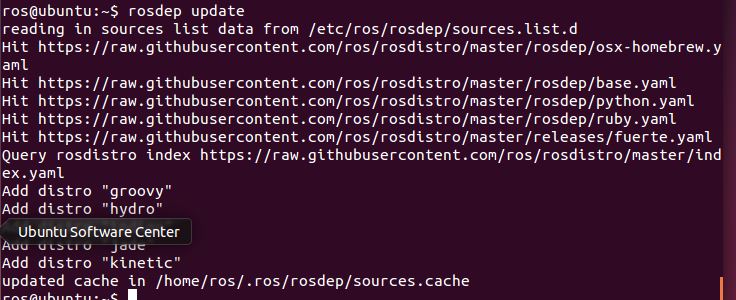 ros@ubuntu:~$ rosdep update
reading in sources list data from /etc/ros/rosdep/sources.list.d
Hit https://raw.githubusercontent.com/ros/rosdistro/master/rosdep/osx-homebrew.y
aml
Hit https://raw.githubusercontent.com/ros/rosdistro/master/rosdep/base.yaml
Hit https://raw.githubusercontent.com/ros/rosdistro/master/rosdep/python.yaml
Hit https://raw.githubusercontent.com/ros/rosdistro/master/rosdep/ruby.yaml
Hit https://raw.githubusercontent.com/ros/rosdistro/master/releases/fuerte.yaml
Query rosdistro index https://raw.githubusercontent.com/ros/rosdistro/master/ind
ex.yaml
Add distro "groovy"
Add distro "hydro"
Ubuntu Software Center
Add distro "jade"
Add distro "kinetic"
updated cache in /home/ros/.ros/rosdep/sources.cache
ros@ubuntu:~$